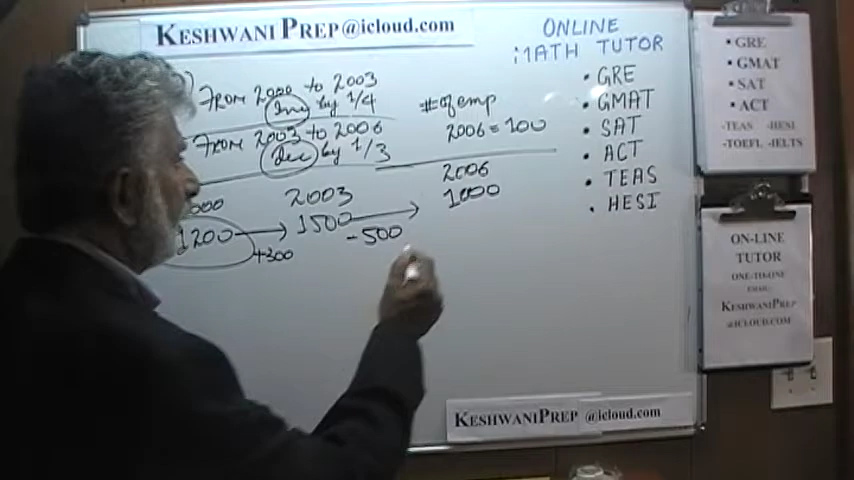 KESHWANIPREP@icloud.com
FROM 2000 to 2003
Inc by 1/4
FROM 2003 to 2006
Dec by 1/3
#of emp
2006 = 100
2003
2006
1200 → 1500 → 1000
+300
-500
ONLINE
MATH TUTOR
• GRE
• GMAT
• SAT
• ACT
• TEAS
• HESI
• GRE
• GMAT
• SAT
• ACT
-TEAS -HESI
-TOEFL -IELTS
ON-LINE
TUTOR
ONE-TO-ONE
EMAIL:
KESHWANIPREP
@ICLOUD.COM
KESHWANIPREP @icloud.com